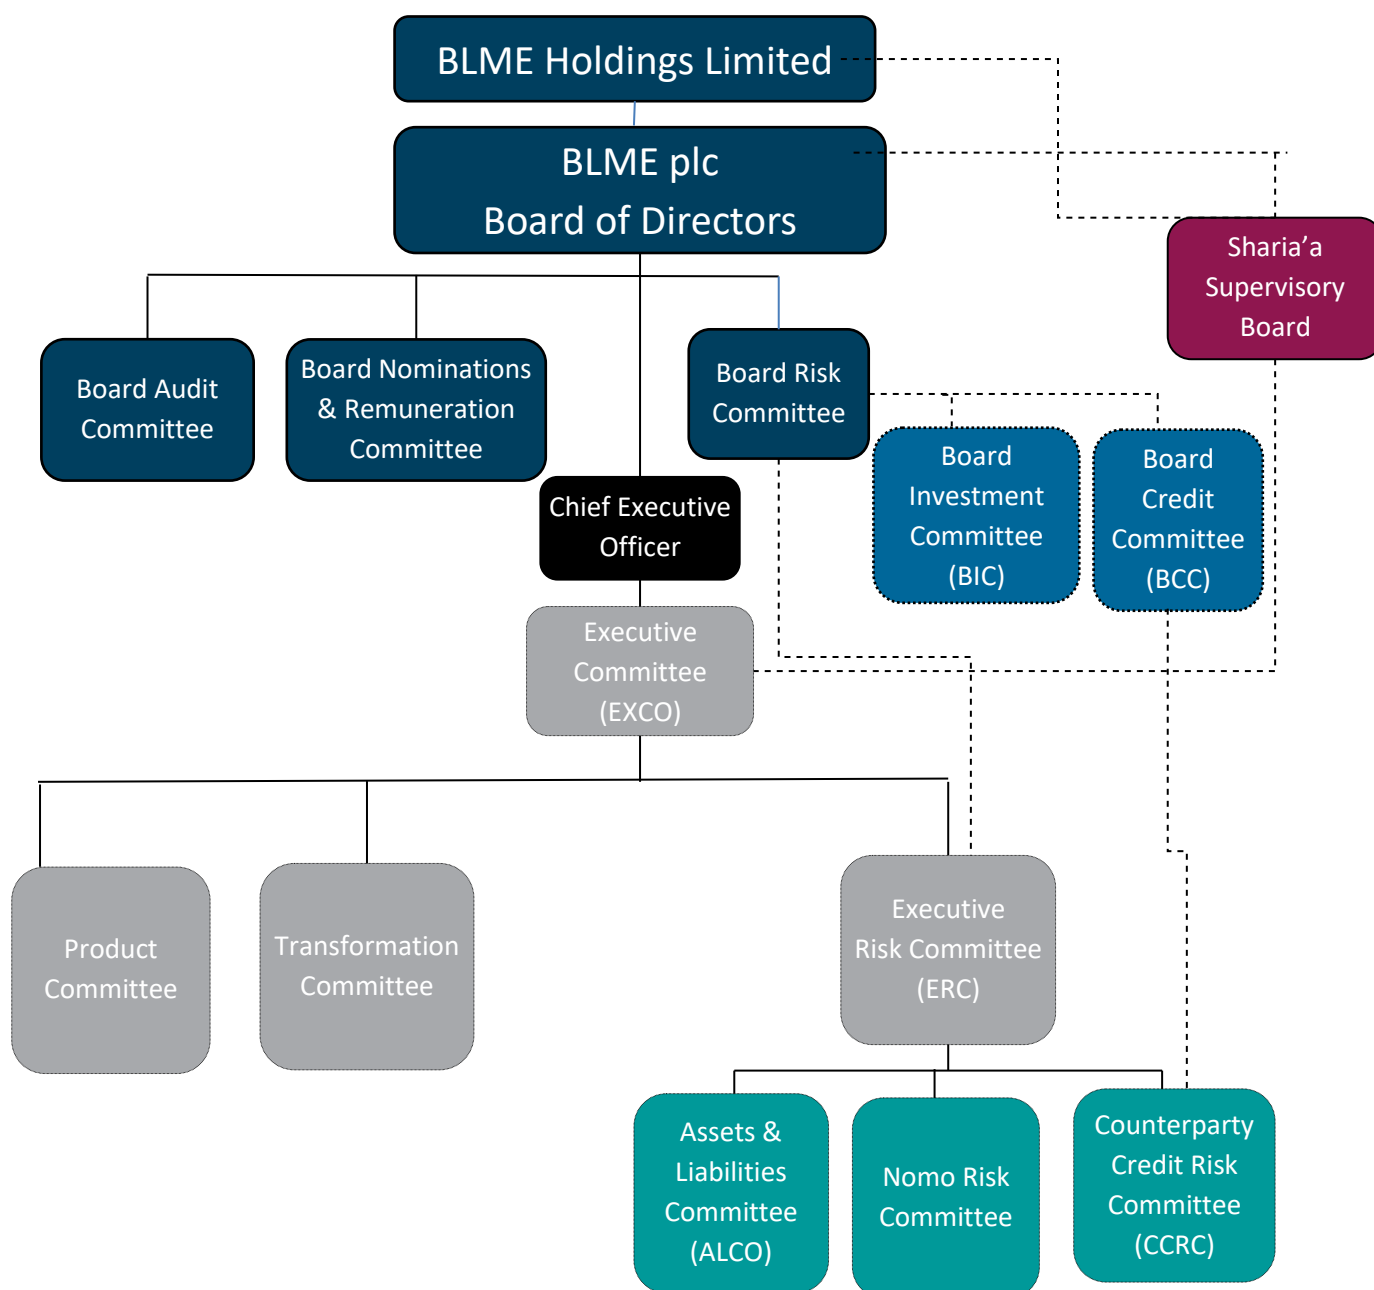 BLME Holdings Limited
BLME plc
Board of Directors
Sharia’a
Supervisory
Board
Board Audit
Committee
Board Nominations
& Remuneration
Committee
Board Risk
Committee
Board
Investment
Committee
(BIC)
Board
Credit
Committee
(BCC)
Chief Executive
Officer
Executive
Committee
(EXCO)
Product
Committee
Transformation
Committee
Executive
Risk Committee
(ERC)
Assets &
Liabilities
Committee
(ALCO)
Nomo Risk
Committee
Counterparty
Credit Risk
Committee
(CCRC)